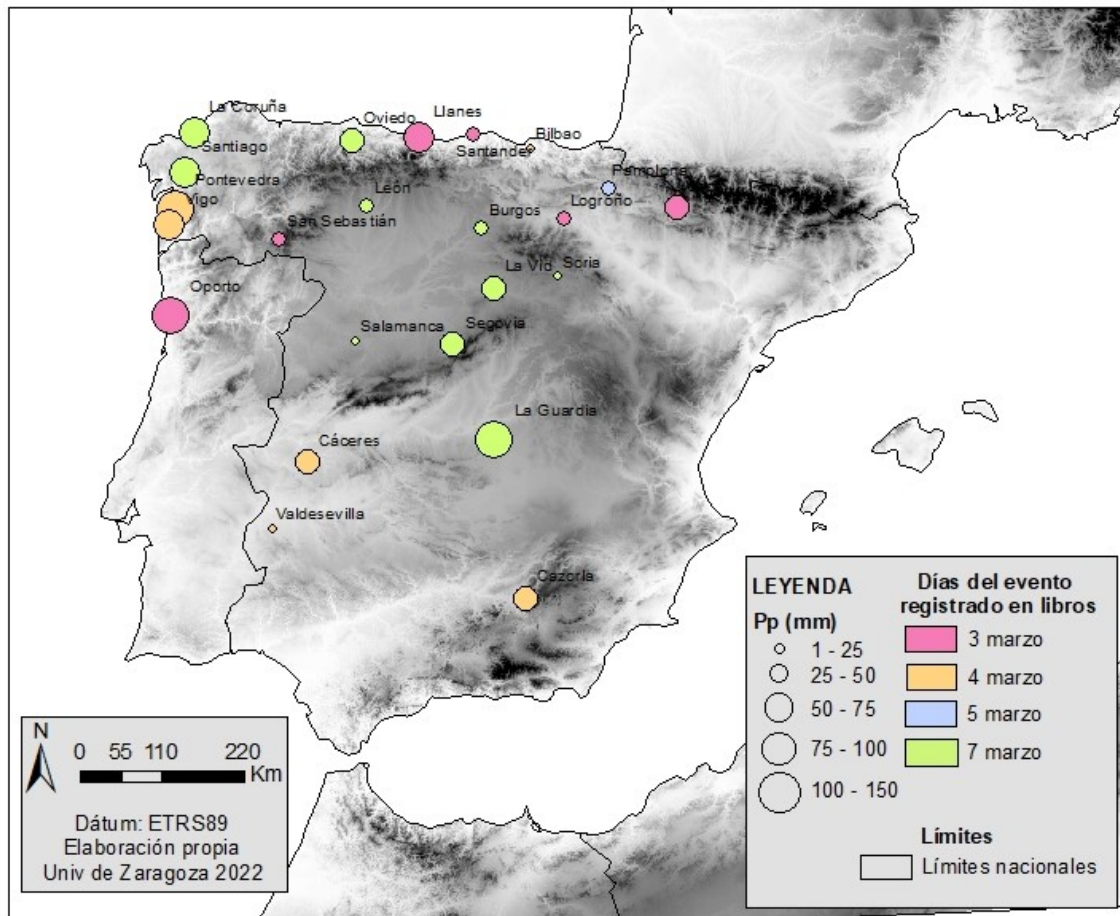 La Coruña
Oviedo
Llanes
Santiago
Santander
Bilbao
Pontevedra
Pamplona
Vigo
León
Logroño
San Sebastián
Burgos
La Vid
Soria
Oporto
Salamanca
Segovia
La Guardia
Cáceres
Valdesevilla
Cazorla
LEYENDA
Pp (mm)
1 - 25
25 - 50
50 - 75
75 - 100
100 - 150
Días del evento
registrado en libros
3 marzo
4 marzo
5 marzo
7 marzo
Límites
Límites nacionales
N
0 55 110 220
Km
Dátum: ETRS89
Elaboración propia
Univ de Zaragoza 2022